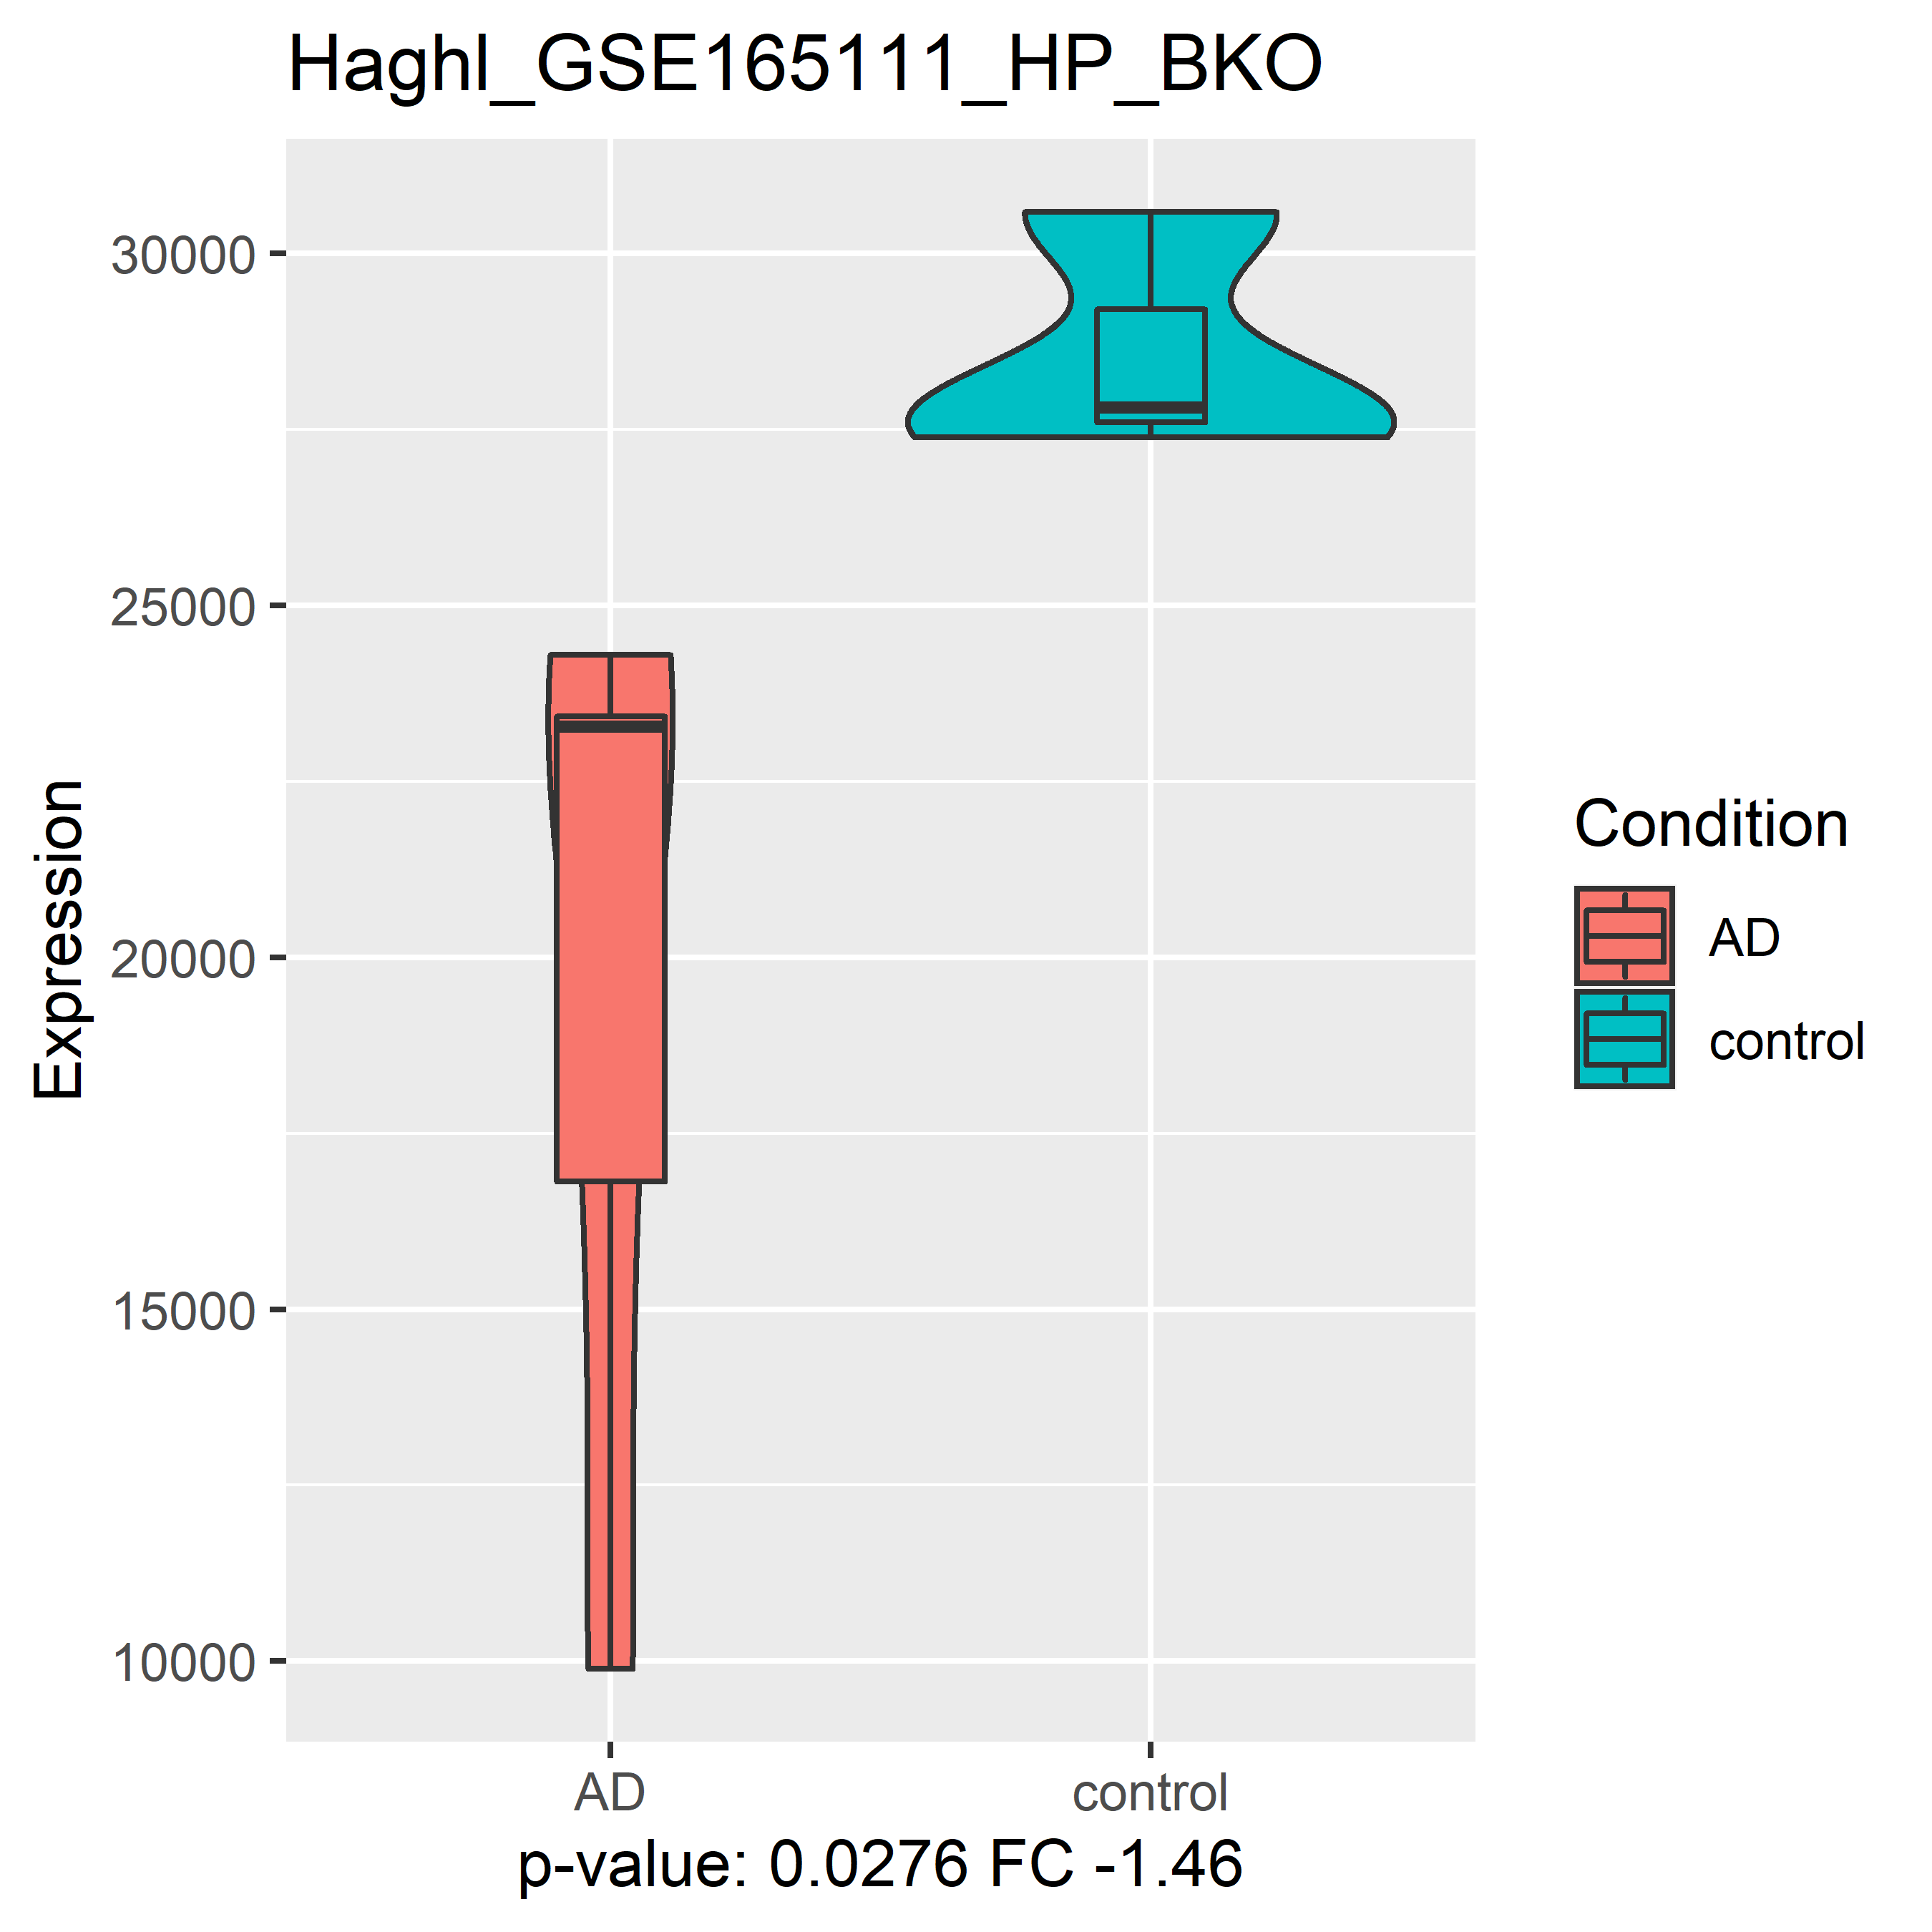 Haghl_GSE165111_HP_BKO
30000
25000
20000
15000
10000
Expression
AD
control
p-value: 0.0276 FC -1.46
Condition
AD
control